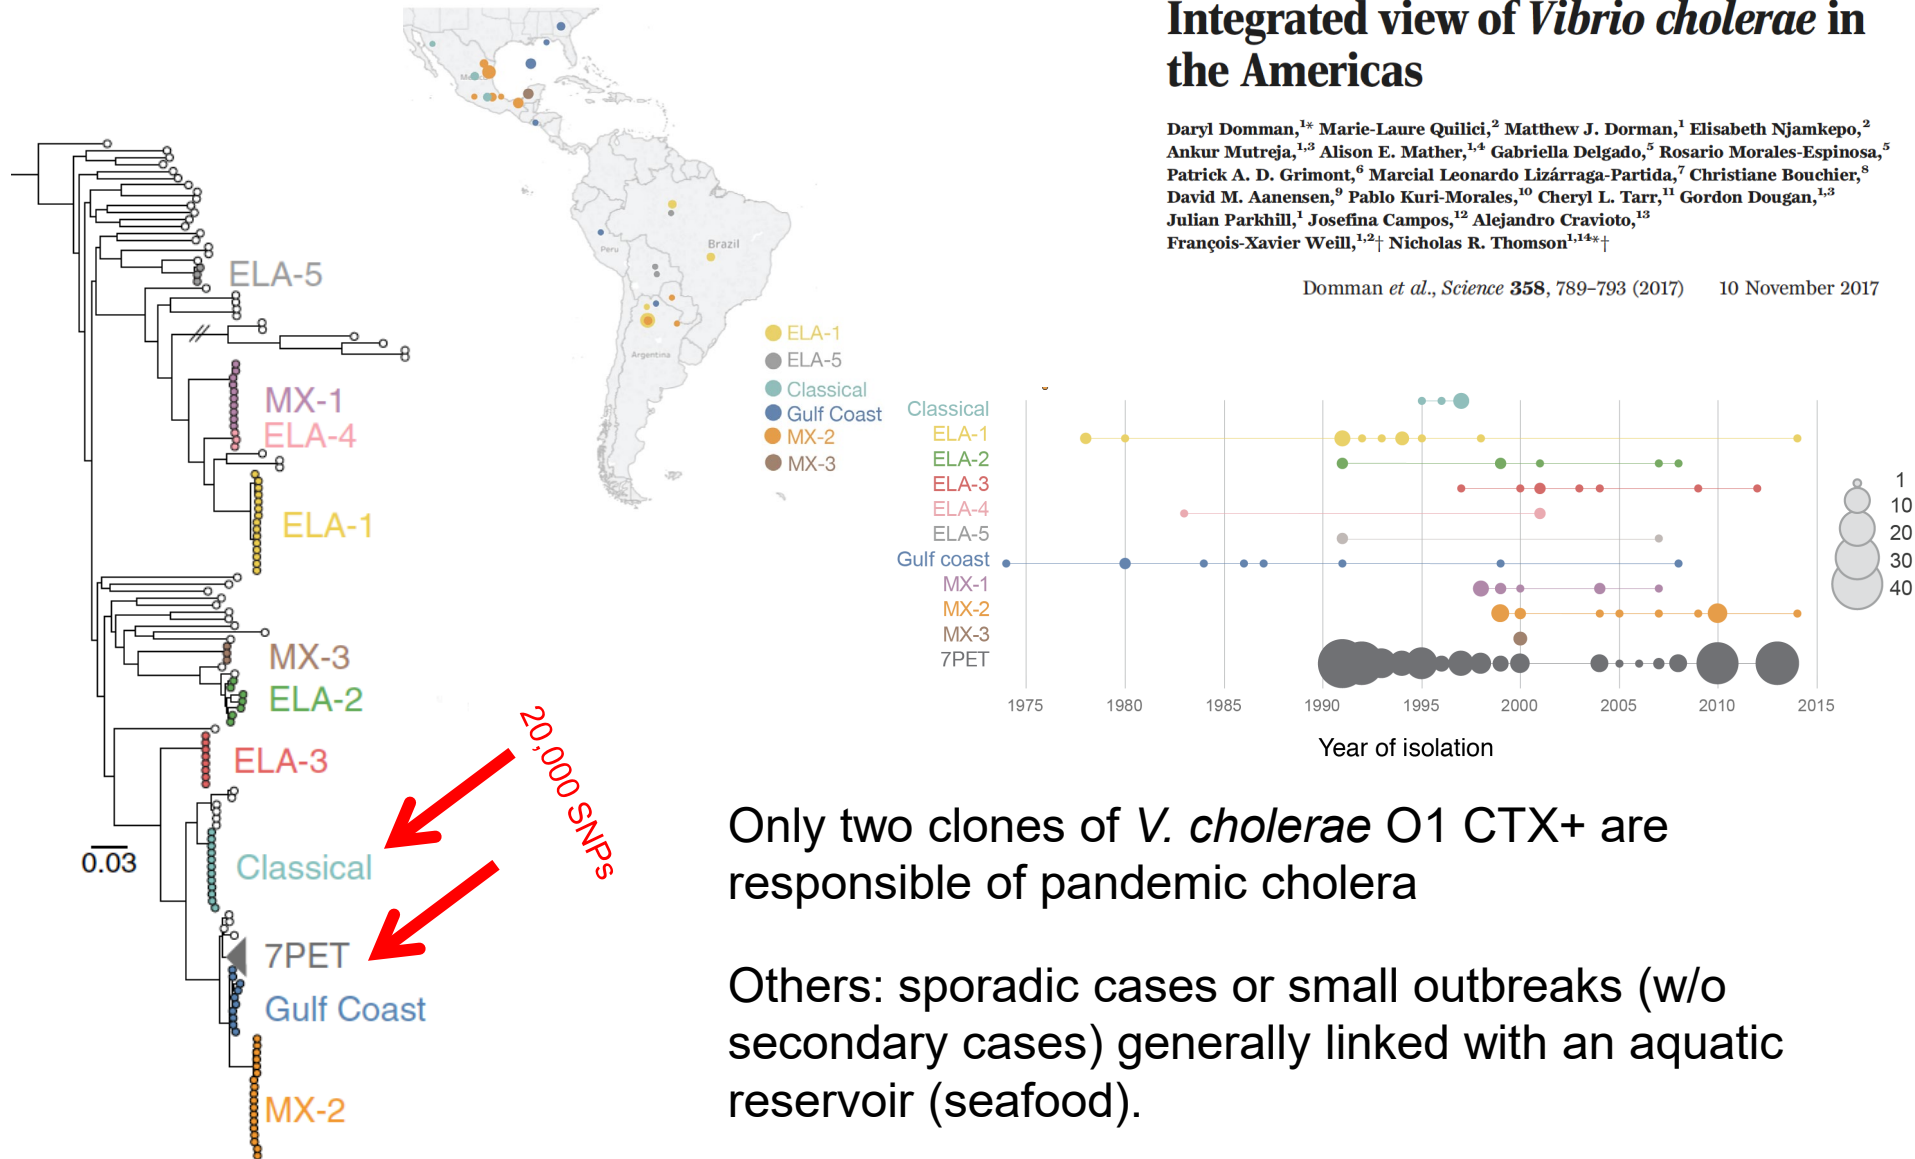 Integrated view of Vibrio cholerae in
the Americas
Daryl Domman,1* Marie-Laure Quilici,2 Matthew J. Dorman,1 Elisabeth Njamkepo,2
Ankur Mutreja,1,3 Alison E. Mather,1,4 Gabriella Delgado,5 Rosario Morales-Espinosa,5
Patrick A. D. Grimont,6 Marcial Leonardo Lizárraga-Partida,7 Christiane Bouchier,8
David M. Aanensen,9 Pablo Kuri-Morales,10 Cheryl L. Tarr,11 Gordon Dougan,1,3
Julian Parkhill,1 Josefina Campos,12 Alejandro Cravioto,13
François-Xavier Weill,1,2† Nicholas R. Thomson1,14*†
Domman et al., Science 358, 789–793 (2017) 10 November 2017
ELA-5
MX-1
ELA-4
ELA-1
MX-3
ELA-2
ELA-3
Classical
7PET
Gulf Coast
MX-2
0.03
20,000 SNPs
Peru
Brazil
Argentina
ELA-1
ELA-5
Classical
Gulf Coast
MX-2
MX-3
Classical
ELA-1
ELA-2
ELA-3
ELA-4
ELA-5
Gulf coast
MX-1
MX-2
MX-3
7PET
1975 1980 1985 1990 1995 2000 2005 2010 2015
Year of isolation
1
10
20
30
40
Only two clones of V. cholerae O1 CTX+ are
responsible of pandemic cholera
Others: sporadic cases or small outbreaks (w/o
secondary cases) generally linked with an aquatic
reservoir (seafood).